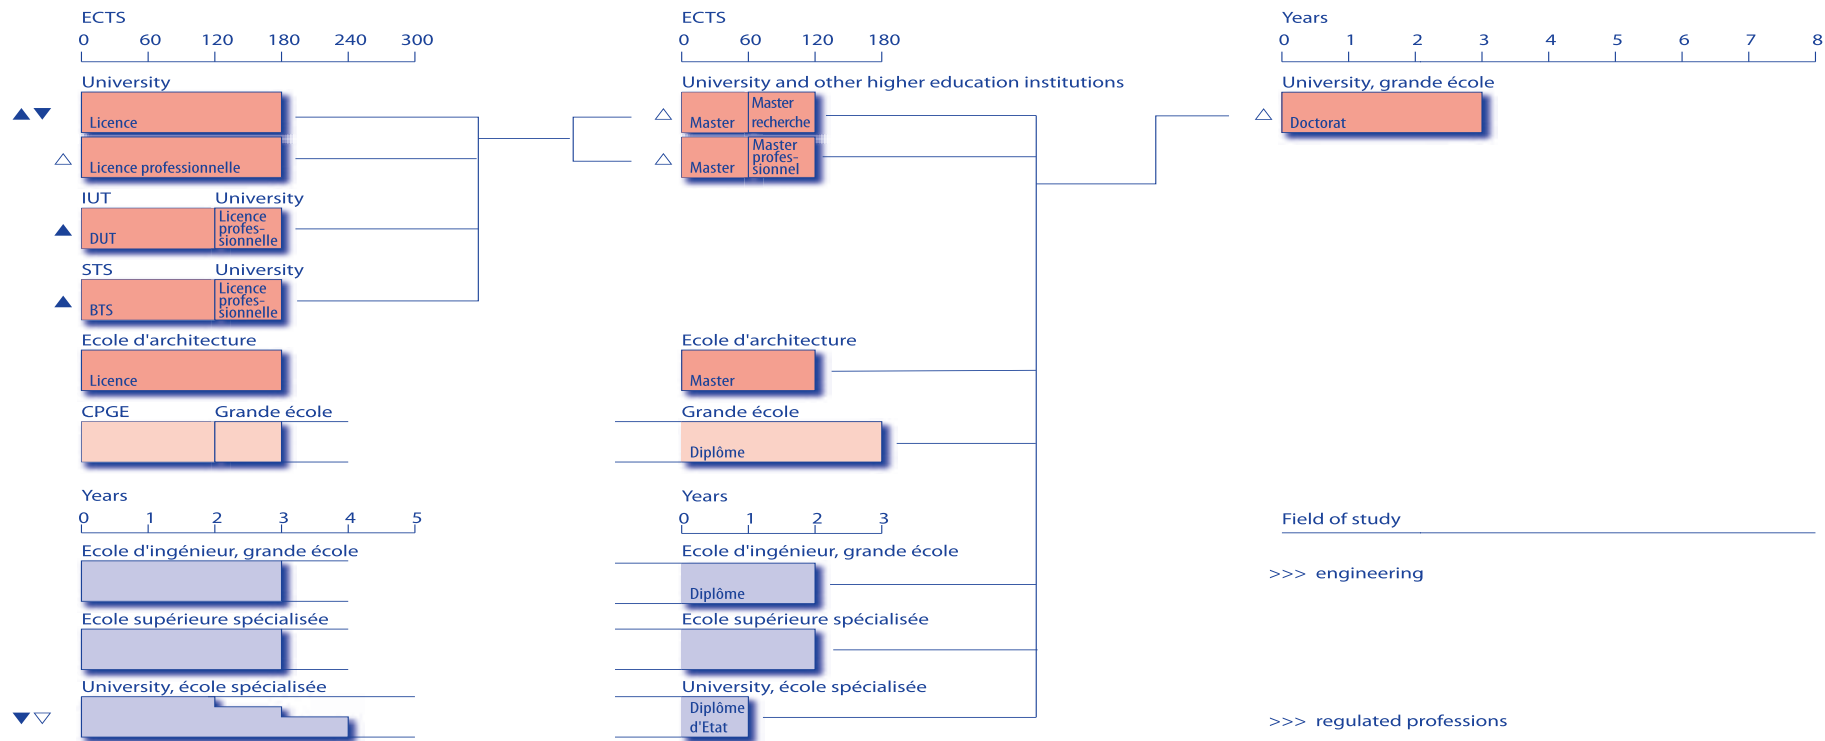 ECTS
0 60 120 180 240 300
ECTS
0 60 120 180
Years
0 1 2 3 4 5 6 7 8
University
Licence
Licence professionnelle
University and other higher education institutions
Master
Master
recherche
Master
Master
profes-
sionnel
University, grande école
Doctorat
IUT
University
DUT
Licence
profes-
sionnelle
STS
University
BTS
Licence
profes-
sionnelle
Ecole d'architecture
Licence
Ecole d'architecture
Master
CPGE
Grande école
Grande école
Diplôme
Years
0 1 2 3 4 5
Years
0 1 2 3
Field of study
Ecole d'ingénieur, grande école
Ecole d'ingénieur, grande école
Diplôme
>>> engineering
Ecole supérieure spécialisée
Ecole supérieure spécialisée
University, école spécialisée
University, école spécialisée
Diplôme
d'Etat
>>> regulated professions